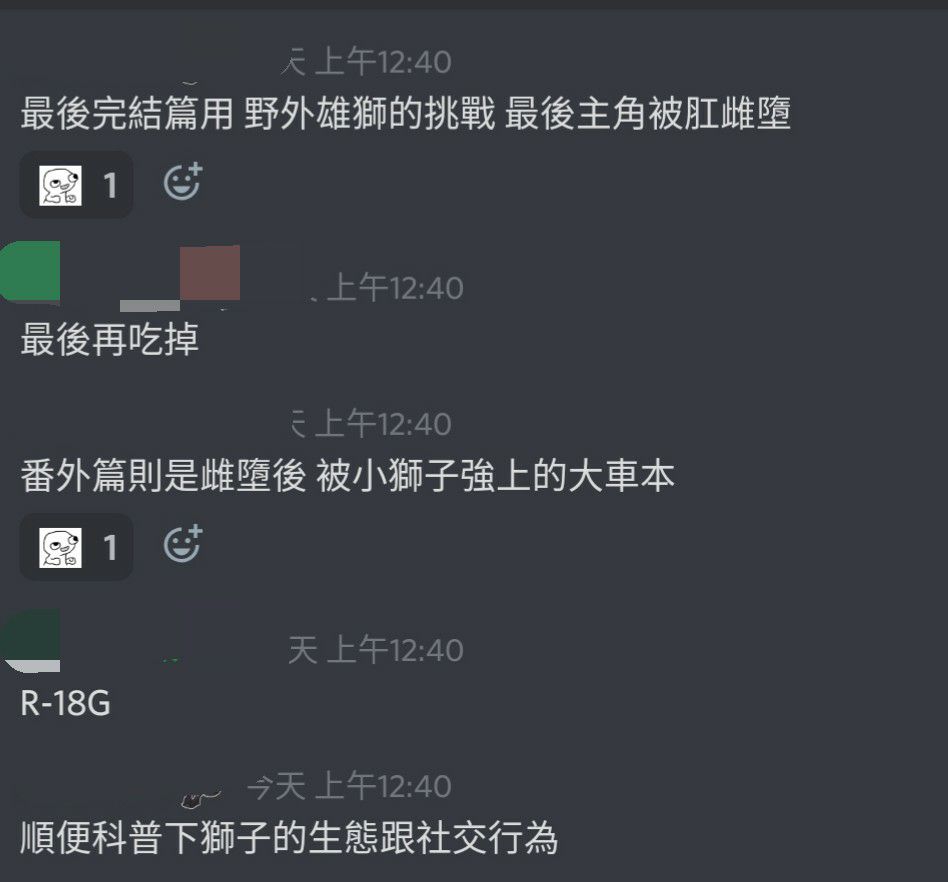 天 上午12:40
最後完結篇用 野外雄獅的挑戰 最後主角被肛雌墮
1
上午12:40
最後再吃掉
天 上午12:40
番外篇則是雌墮後 被小獅子強上的大車本
1
天 上午12:40
R-18G
今天 上午12:40
順便科普下獅子的生態跟社交行為